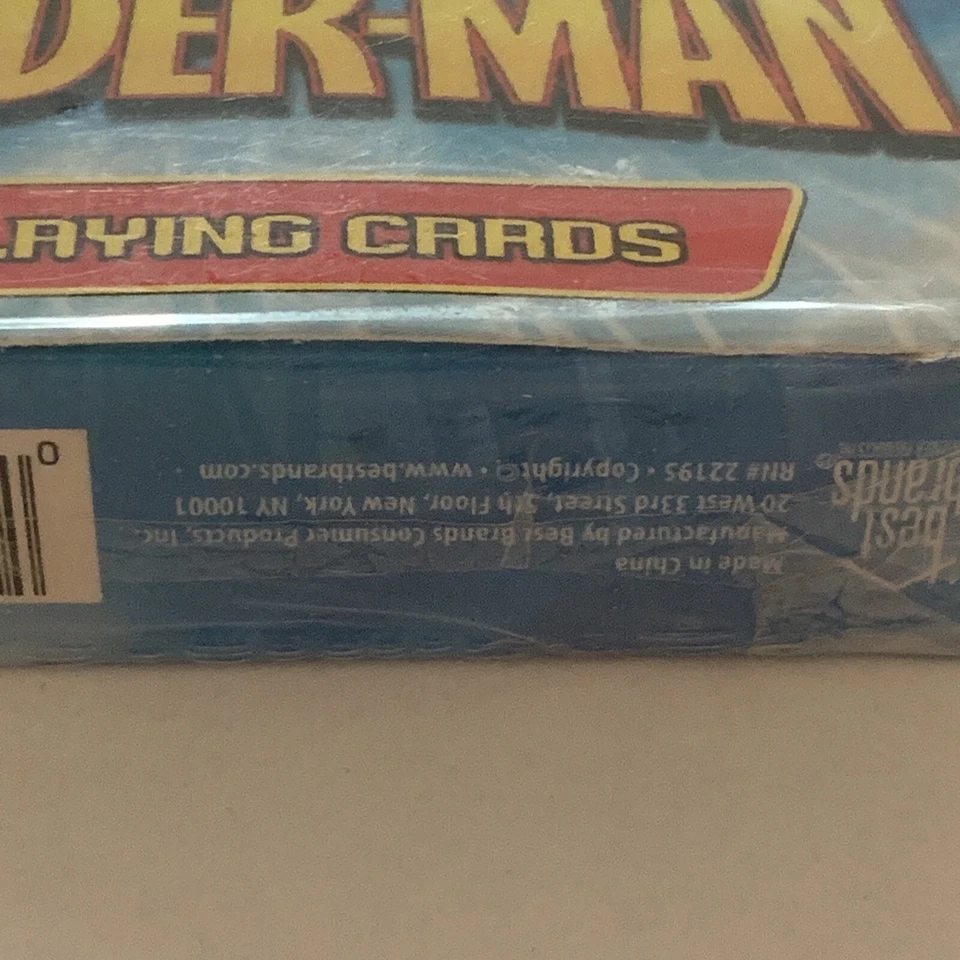 DER-MAN
LAYING CARDS
Made in China
Manufactured by Best Brands Consumer Products, Inc.
20 West 33rd Street, 5th Floor, New York, NY 10001
RN# 22195 • Copyright© • www.bestbrands.com
best
brands®
0